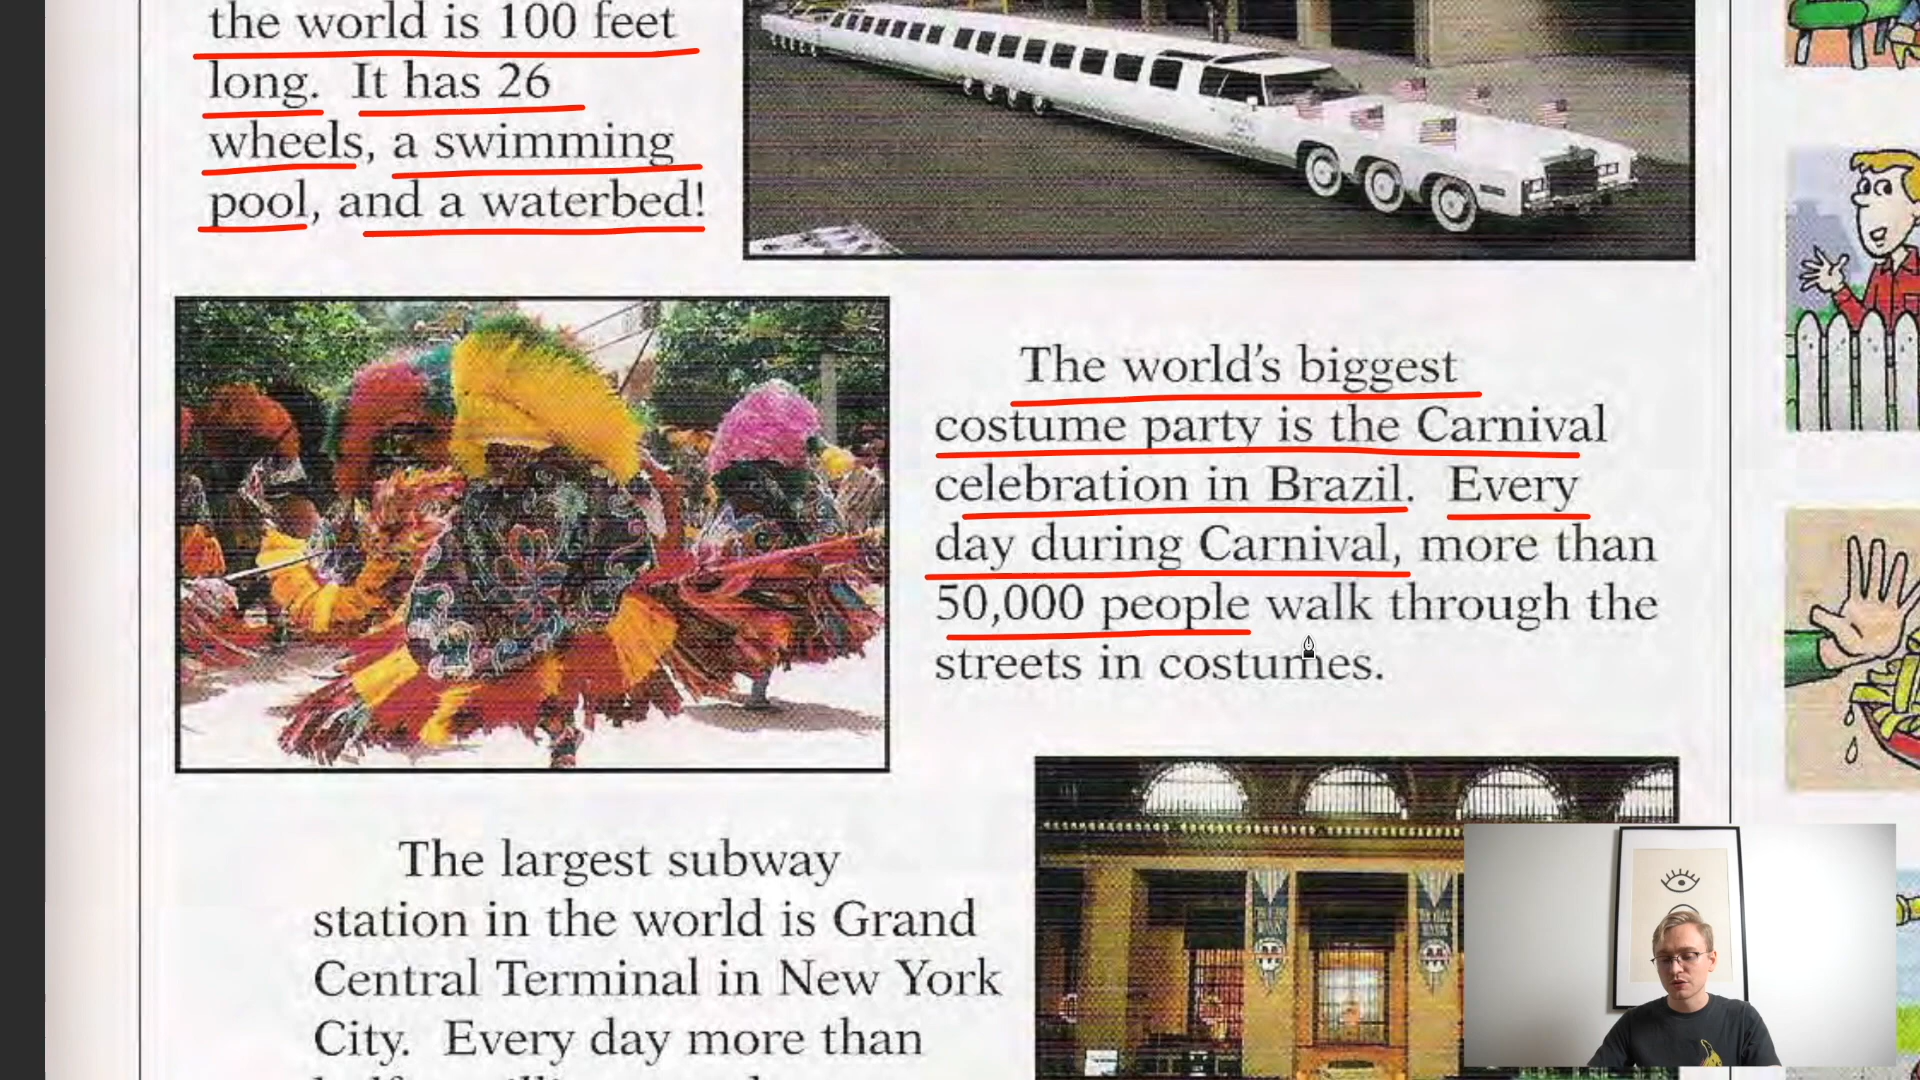 the world is 100 feet
long. It has 26
wheels, a swimming
pool, and a waterbed!
The world's biggest
costume party is the Carnival
celebration in Brazil. Every
day during Carnival, more than
50,000 people walk through the
streets in costumes.
The largest subway
station in the world is Grand
Central Terminal in New York
City. Every day more than